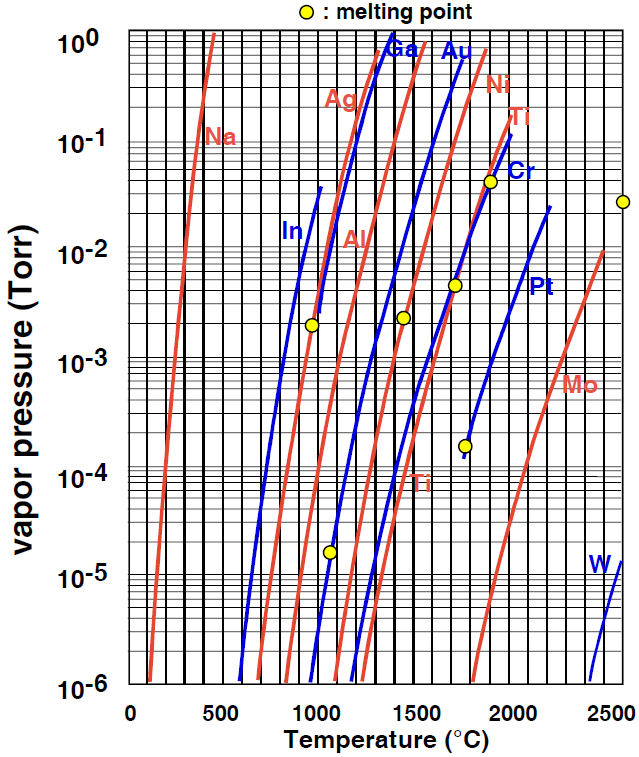 : melting point
vapor pressure (Torr)
10^0
10^-1
10^-2
10^-3
10^-4
10^-5
10^-6
Na
In
Ag
Ga
Al
Au
Ni
Ti
Cr
Pt
Mo
Ti
W
0 500 1000 1500 2000 2500
Temperature (°C)